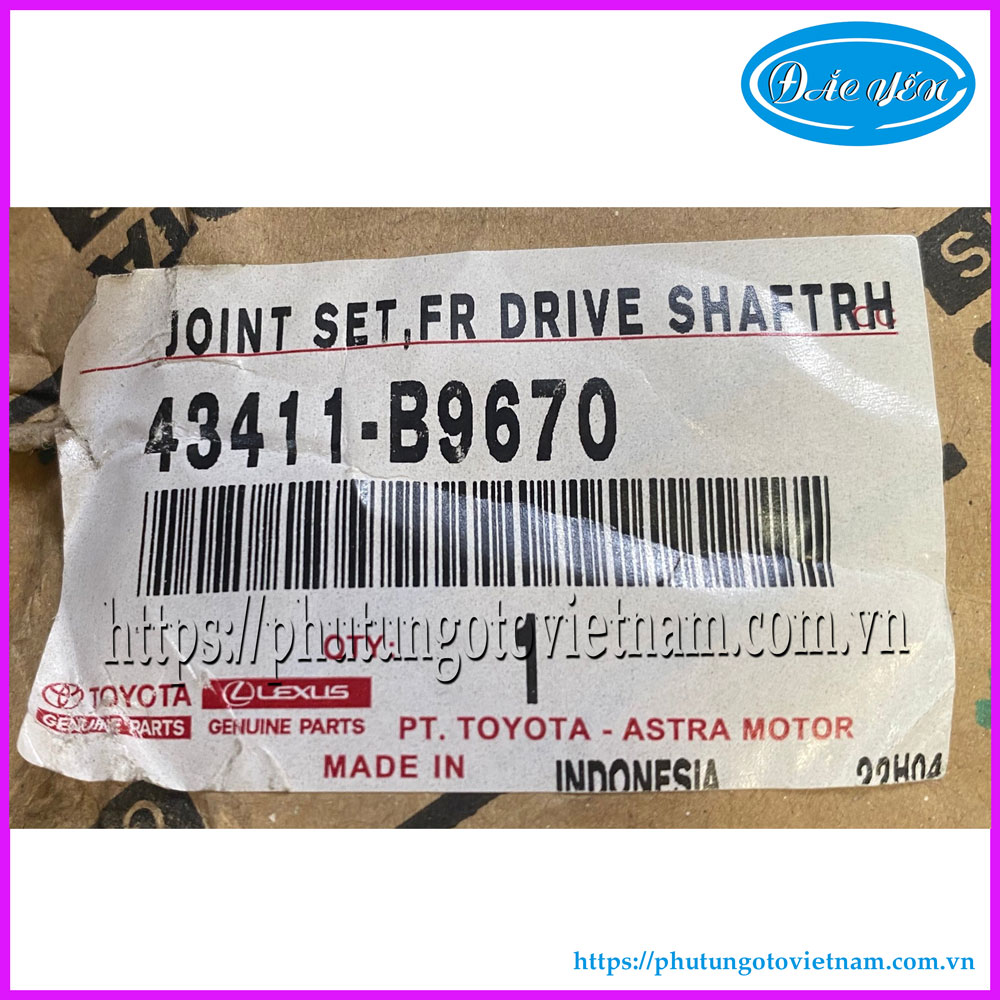 ĐẮC YẾN
JOINT SET,FR DRIVE SHAFTRH
43411-B9670
https://phutungotovietnam.com.vn
QTY: 1
TOYOTA LEXUS
GENUINE PARTS GENUINE PARTS PT. TOYOTA - ASTRA MOTOR
MADE IN INDONESIA 22H04
https://phutungotovietnam.com.vn